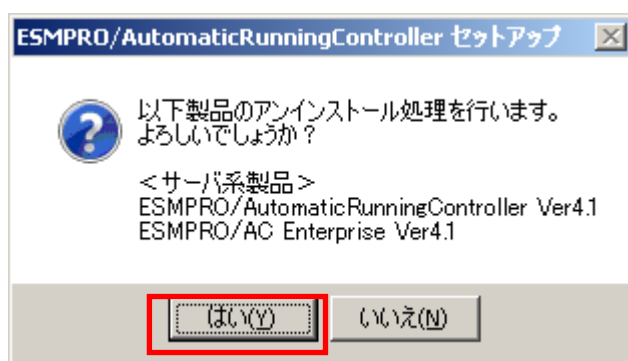 ESMPRO/AutomaticRunningController セットアップ
以下製品のアンインストール処理を行います。
よろしいでしょうか？
＜サーバ系製品＞
ESMPRO/AutomaticRunningController Ver4.1
ESMPRO/AC Enterprise Ver4.1
はい(Y)
いいえ(N)